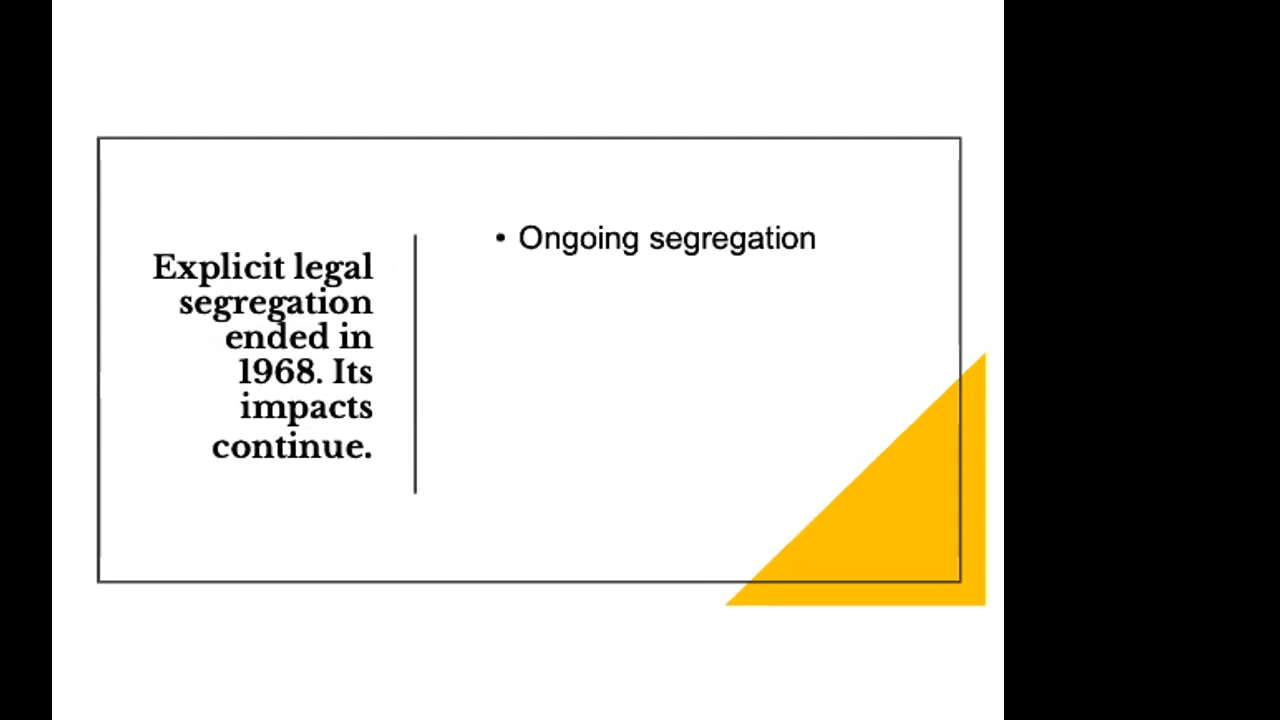 Explicit legal
segregation
ended in
1968. Its
impacts
continue.
• Ongoing segregation